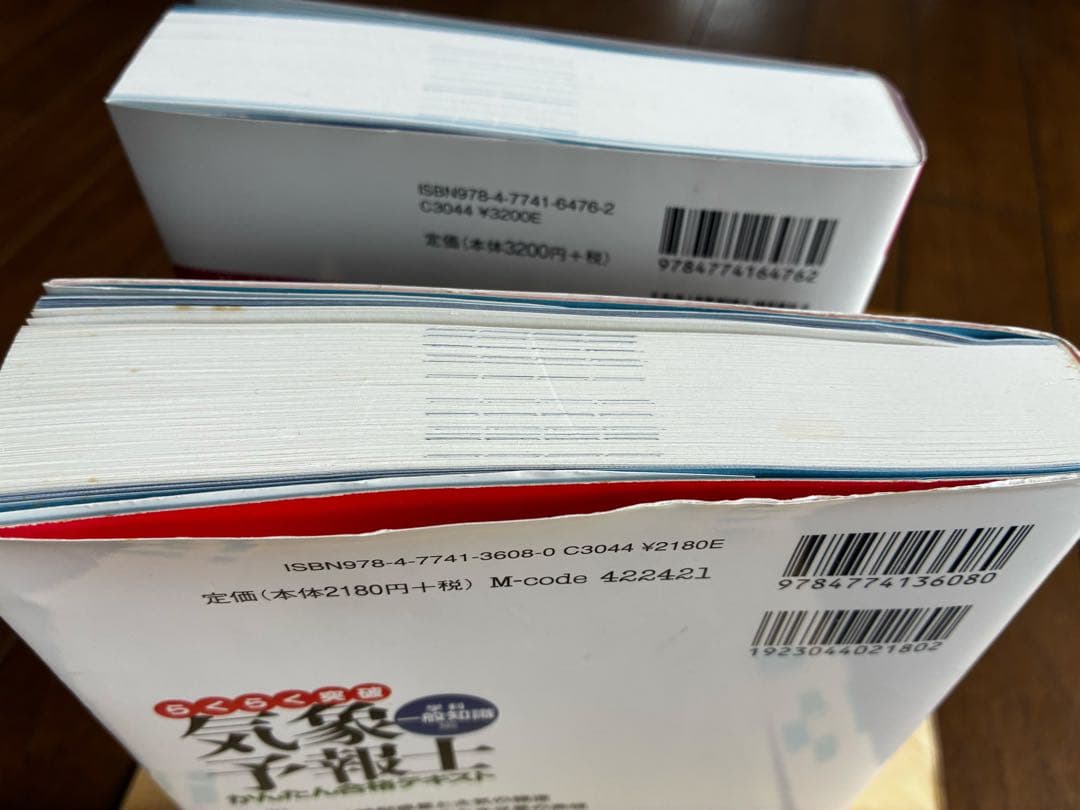 ISBN978-4-7741-6476-2
C3044 ¥3200E
定価(本体3200円+税)
9784774164762
ISBN978-4-7741-3608-0 C3044 ¥2180E
定価(本体2180円+税) M-code 422421
9784774136080
1923044021802
らくらく突破
気象
予報士
学科
一般知識
かんたん合格テキスト